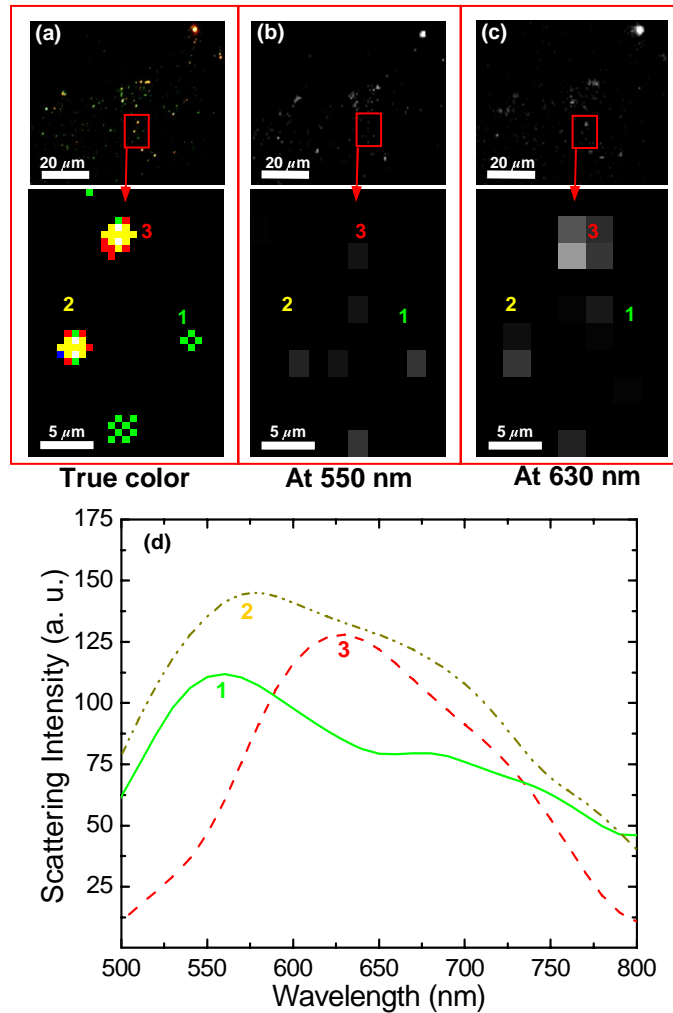 (a) (b) (c)
20 μm 20 μm 20 μm
3 3 3
2 2 2
1 1 1
5 μm 5 μm 5 μm
True color At 550 nm At 630 nm
(d)
175
150
125
100
75
50
25
2
3
1
500 550 600 650 700 750 800
Scattering Intensity (a. u.)
Wavelength (nm)